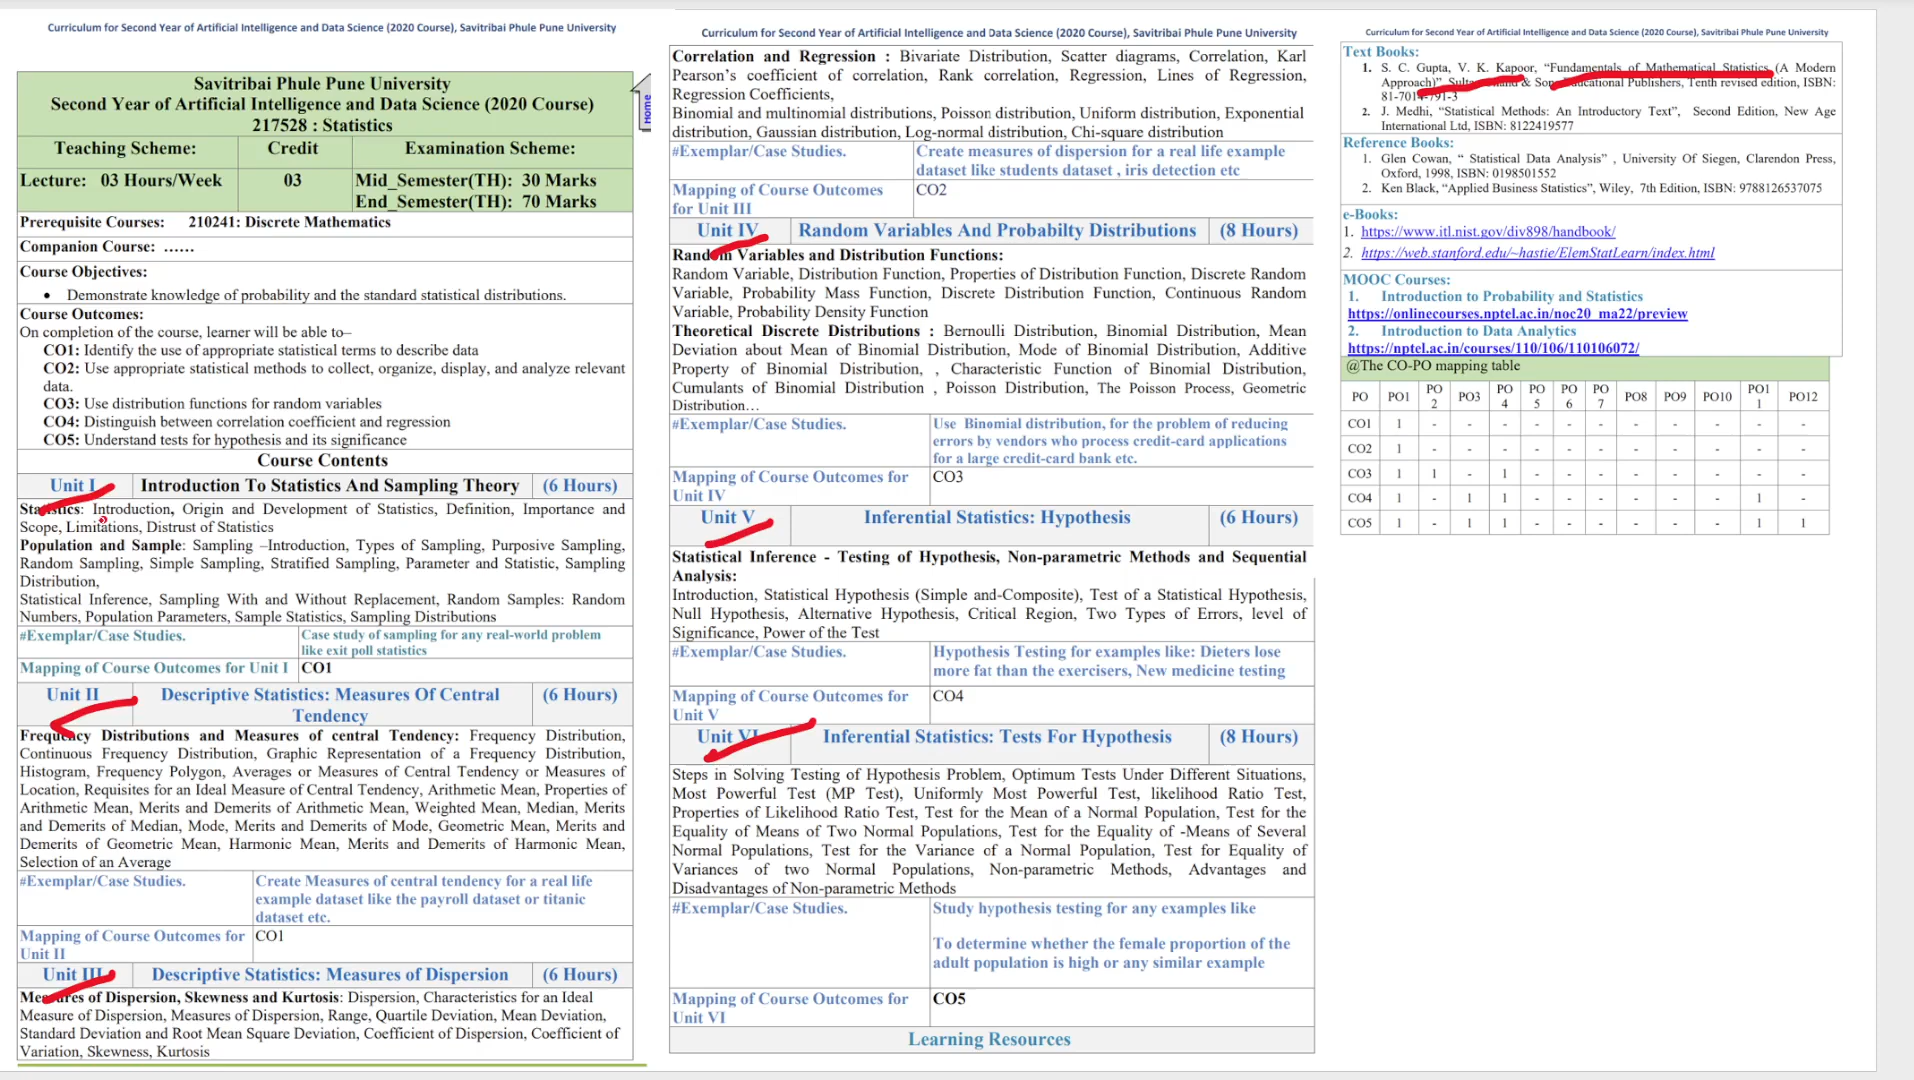 Curriculum for Second Year of Artificial Intelligence and Data Science (2020 Course), Savitribai Phule Pune University
Savitribai Phule Pune University
Second Year of Artificial Intelligence and Data Science (2020 Course)
217528 : Statistics
Home
Teaching Scheme: Credit Examination Scheme:
Lecture: 03 Hours/Week 03 Mid_Semester(TH): 30 Marks
End_Semester(TH): 70 Marks
Prerequisite Courses: 210241: Discrete Mathematics
Companion Course: ......
Course Objectives:
• Demonstrate knowledge of probability and the standard statistical distributions.
Course Outcomes:
On completion of the course, learner will be able to–
CO1: Identify the use of appropriate statistical terms to describe data
CO2: Use appropriate statistical methods to collect, organize, display, and analyze relevant
data.
CO3: Use distribution functions for random variables
CO4: Distinguish between correlation coefficient and regression
CO5: Understand tests for hypothesis and its significance
Course Contents
Unit I Introduction To Statistics And Sampling Theory (6 Hours)
Statistics: Introduction, Origin and Development of Statistics, Definition, Importance and
Scope, Limitations, Distrust of Statistics
Population and Sample: Sampling –Introduction, Types of Sampling, Purposive Sampling,
Random Sampling, Simple Sampling, Stratified Sampling, Parameter and Statistic, Sampling
Distribution,
Statistical Inference, Sampling With and Without Replacement, Random Samples: Random
Numbers, Population Parameters, Sample Statistics, Sampling Distributions
#Exemplar/Case Studies. Case study of sampling for any real-world problem
like exit poll statistics
Mapping of Course Outcomes for Unit I CO1
Unit II Descriptive Statistics: Measures Of Central (6 Hours)
Tendency
Frequency Distributions and Measures of central Tendency: Frequency Distribution,
Continuous Frequency Distribution, Graphic Representation of a Frequency Distribution,
Histogram, Frequency Polygon, Averages or Measures of Central Tendency or Measures of
Location, Requisites for an Ideal Measure of Central Tendency, Arithmetic Mean, Properties of
Arithmetic Mean, Merits and Demerits of Arithmetic Mean, Weighted Mean, Median, Merits
and Demerits of Median, Mode, Merits and Demerits of Mode, Geometric Mean, Merits and
Demerits of Geometric Mean, Harmonic Mean, Merits and Demerits of Harmonic Mean,
Selection of an Average
#Exemplar/Case Studies. Create Measures of central tendency for a real life
example dataset like the payroll dataset or titanic
dataset etc.
Mapping of Course Outcomes for CO1
Unit II
Unit III Descriptive Statistics: Measures of Dispersion (6 Hours)
Measures of Dispersion, Skewness and Kurtosis: Dispersion, Characteristics for an Ideal
Measure of Dispersion, Measures of Dispersion, Range, Quartile Deviation, Mean Deviation,
Standard Deviation and Root Mean Square Deviation, Coefficient of Dispersion, Coefficient of
Variation, Skewness, Kurtosis
Curriculum for Second Year of Artificial Intelligence and Data Science (2020 Course), Savitribai Phule Pune University
Correlation and Regression : Bivariate Distribution, Scatter diagrams, Correlation, Karl
Pearson's coefficient of correlation, Rank correlation, Regression, Lines of Regression,
Regression Coefficients,
Binomial and multinomial distributions, Poisson distribution, Uniform distribution, Exponential
distribution, Gaussian distribution, Log-normal distribution, Chi-square distribution
#Exemplar/Case Studies. Create measures of dispersion for a real life example
dataset like students dataset , iris detection etc
Mapping of Course Outcomes CO2
for Unit III
Unit IV Random Variables And Probabilty Distributions (8 Hours)
Random Variables and Distribution Functions:
Random Variable, Distribution Function, Properties of Distribution Function, Discrete Random
Variable, Probability Mass Function, Discrete Distribution Function, Continuous Random
Variable, Probability Density Function
Theoretical Discrete Distributions : Bernoulli Distribution, Binomial Distribution, Mean
Deviation about Mean of Binomial Distribution, Mode of Binomial Distribution, Additive
Property of Binomial Distribution, , Characteristic Function of Binomial Distribution,
Cumulants of Binomial Distribution , Poisson Distribution, The Poisson Process, Geometric
Distribution…
#Exemplar/Case Studies. Use Binomial distribution, for the problem of reducing
errors by vendors who process credit-card applications
for a large credit-card bank etc.
Mapping of Course Outcomes for CO3
Unit IV
Unit V Inferential Statistics: Hypothesis (6 Hours)
Statistical Inference - Testing of Hypothesis, Non-parametric Methods and Sequential
Analysis:
Introduction, Statistical Hypothesis (Simple and-Composite), Test of a Statistical Hypothesis,
Null Hypothesis, Alternative Hypothesis, Critical Region, Two Types of Errors, level of
Significance, Power of the Test
#Exemplar/Case Studies. Hypothesis Testing for examples like: Dieters lose
more fat than the exercisers, New medicine testing
Mapping of Course Outcomes for CO4
Unit V
Unit VI Inferential Statistics: Tests For Hypothesis (8 Hours)
Steps in Solving Testing of Hypothesis Problem, Optimum Tests Under Different Situations,
Most Powerful Test (MP Test), Uniformly Most Powerful Test, likelihood Ratio Test,
Properties of Likelihood Ratio Test, Test for the Mean of a Normal Population, Test for the
Equality of Means of Two Normal Populations, Test for the Equality of -Means of Several
Normal Populations, Test for the Variance of a Normal Population, Test for Equality of
Variances of two Normal Populations, Non-parametric Methods, Advantages and
Disadvantages of Non-parametric Methods
#Exemplar/Case Studies. Study hypothesis testing for any examples like
To determine whether the female proportion of the
adult population is high or any similar example
Mapping of Course Outcomes for CO5
Unit VI
Learning Resources
Curriculum for Second Year of Artificial Intelligence and Data Science (2020 Course), Savitribai Phule Pune University
Text Books:
1. S. C. Gupta, V. K. Kapoor, “Fundamentals of Mathematical Statistics (A Modern
Approach)” & Educational Publishers, Tenth revised edition, ISBN:
81-7014-791-3
2. J. Medhi, “Statistical Methods: An Introductory Text”, Second Edition, New Age
International Ltd, ISBN: 8122419577
Reference Books:
1. Glen Cowan, “ Statistical Data Analysis” , University Of Siegen, Clarendon Press,
Oxford, 1998, ISBN: 0198501552
2. Ken Black, “Applied Business Statistics”, Wiley, 7th Edition, ISBN: 9788126537075
e-Books:
1. https://www.itl.nist.gov/div898/handbook/
2. https://web.stanford.edu/~hastie/ElemStatLearn/index.html
MOOC Courses:
1. Introduction to Probability and Statistics
https://onlinecourses.nptel.ac.in/noc20_ma22/preview
2. Introduction to Data Analytics
https://nptel.ac.in/courses/110/106/110106072/
@The CO-PO mapping table
PO PO1 PO2 PO3 PO4 PO5 PO6 PO7 PO8 PO9 PO10 PO11 PO12
CO1 1 - - - - - - - - - - -
CO2 1 - - - - - - - - - - -
CO3 1 1 - 1 - - - - - - - -
CO4 1 - 1 1 - - - - - - 1 -
CO5 1 - 1 1 - - - - - - 1 1